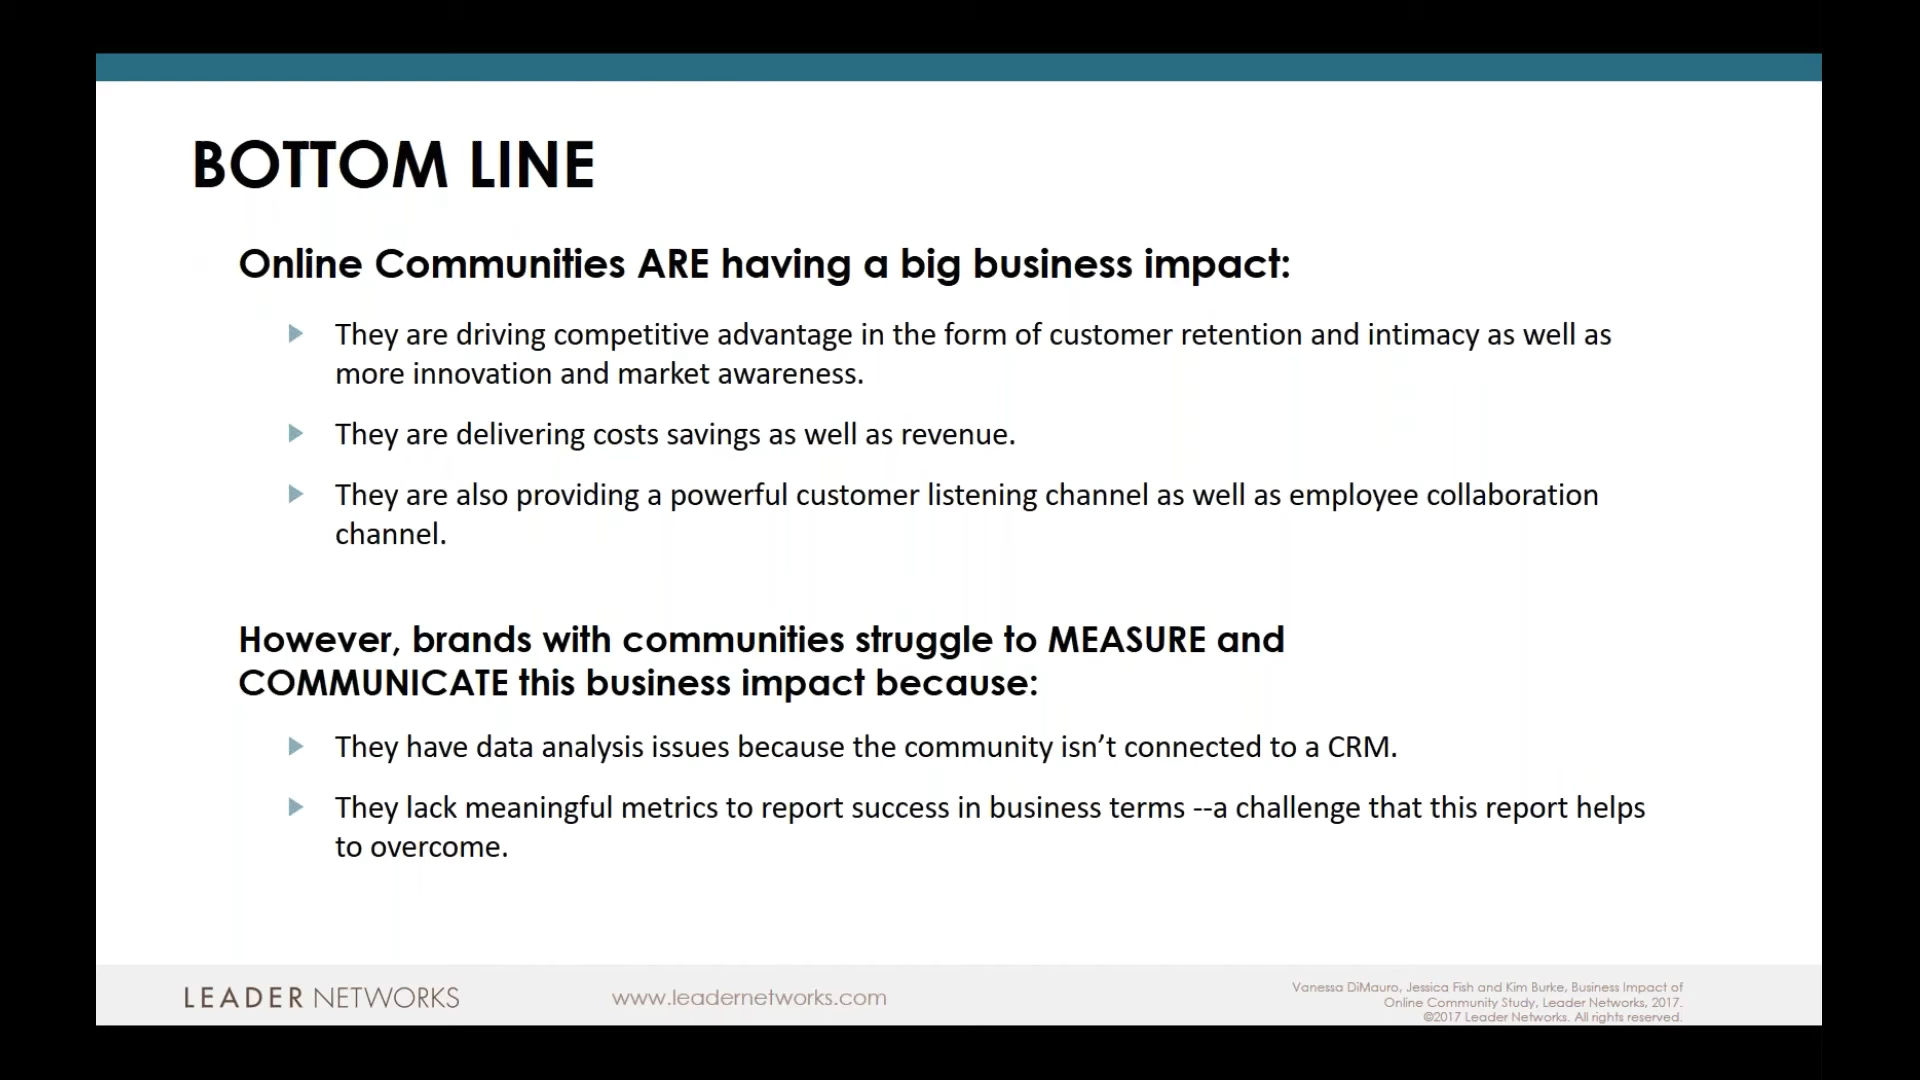 BOTTOM LINE
Online Communities ARE having a big business impact:
They are driving competitive advantage in the form of customer retention and intimacy as well as
more innovation and market awareness.
They are delivering costs savings as well as revenue.
They are also providing a powerful customer listening channel as well as employee collaboration
channel.
However, brands with communities struggle to MEASURE and
COMMUNICATE this business impact because:
They have data analysis issues because the community isn’t connected to a CRM.
They lack meaningful metrics to report success in business terms --a challenge that this report helps
to overcome.
LEADER NETWORKS
www.leadernetworks.com
Vanessa DiMauro, Jessica Fish and Kim Burke, Business Impact of
Online Community Study, Leader Networks, 2017.
©2017 Leader Networks. All rights reserved.